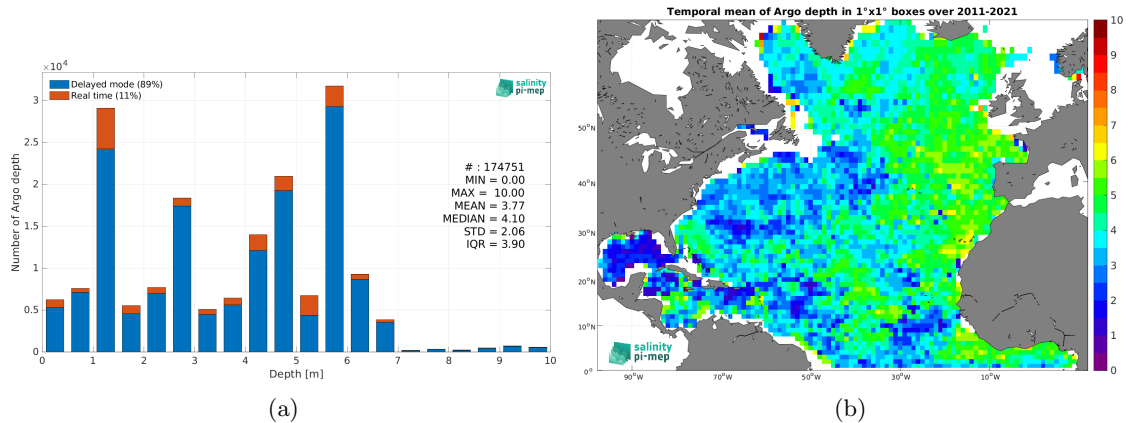 ×10⁴
3
2.5
2
1.5
1
0.5
0
Number of Argo depth
Delayed mode (89%)
Real time (11%)
salinity
pi-mep
# : 174751
MIN = 0.00
MAX = 10.00
MEAN = 3.77
MEDIAN = 4.10
STD = 2.06
IQR = 3.90
0 1 2 3 4 5 6 7 8 9 10
Depth [m]
(a)
Temporal mean of Argo depth in 1°x1° boxes over 2011-2021
50°N
40°N
30°N
20°N
10°N
0°
90°W 70°W 50°W 30°W 10°W
salinity
pi-mep
10
9
8
7
6
5
4
3
2
1
0
(b)